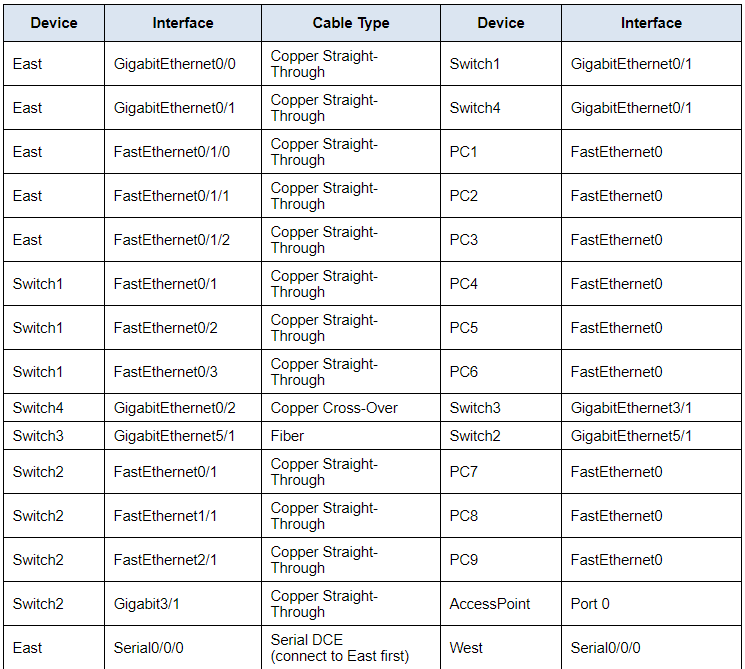 Device Interface Cable Type Device Interface
East GigabitEthernet0/0 Copper Straight-
Through Switch1 GigabitEthernet0/1
East GigabitEthernet0/1 Copper Straight-
Through Switch4 GigabitEthernet0/1
East FastEthernet0/1/0 Copper Straight-
Through PC1 FastEthernet0
East FastEthernet0/1/1 Copper Straight-
Through PC2 FastEthernet0
East FastEthernet0/1/2 Copper Straight-
Through PC3 FastEthernet0
Switch1 FastEthernet0/1 Copper Straight-
Through PC4 FastEthernet0
Switch1 FastEthernet0/2 Copper Straight-
Through PC5 FastEthernet0
Switch1 FastEthernet0/3 Copper Straight-
Through PC6 FastEthernet0
Switch4 GigabitEthernet0/2 Copper Cross-Over Switch3 GigabitEthernet3/1
Switch3 GigabitEthernet5/1 Fiber Switch2 GigabitEthernet5/1
Switch2 FastEthernet0/1 Copper Straight-
Through PC7 FastEthernet0
Switch2 FastEthernet1/1 Copper Straight-
Through PC8 FastEthernet0
Switch2 FastEthernet2/1 Copper Straight-
Through PC9 FastEthernet0
Switch2 Gigabit3/1 Copper Straight-
Through AccessPoint Port 0
East Serial0/0/0 Serial DCE
(connect to East first) West Serial0/0/0